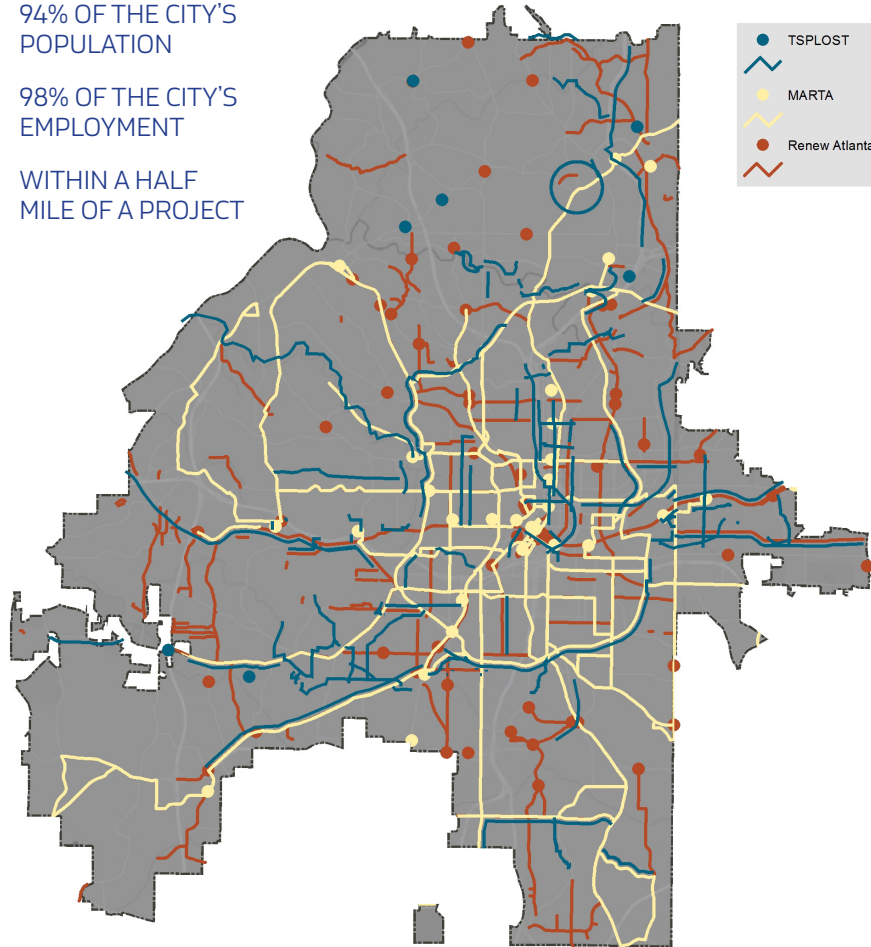 94% OF THE CITY'S
POPULATION
98% OF THE CITY'S
EMPLOYMENT
WITHIN A HALF
MILE OF A PROJECT
TSPLOST
MARTA
Renew Atlanta